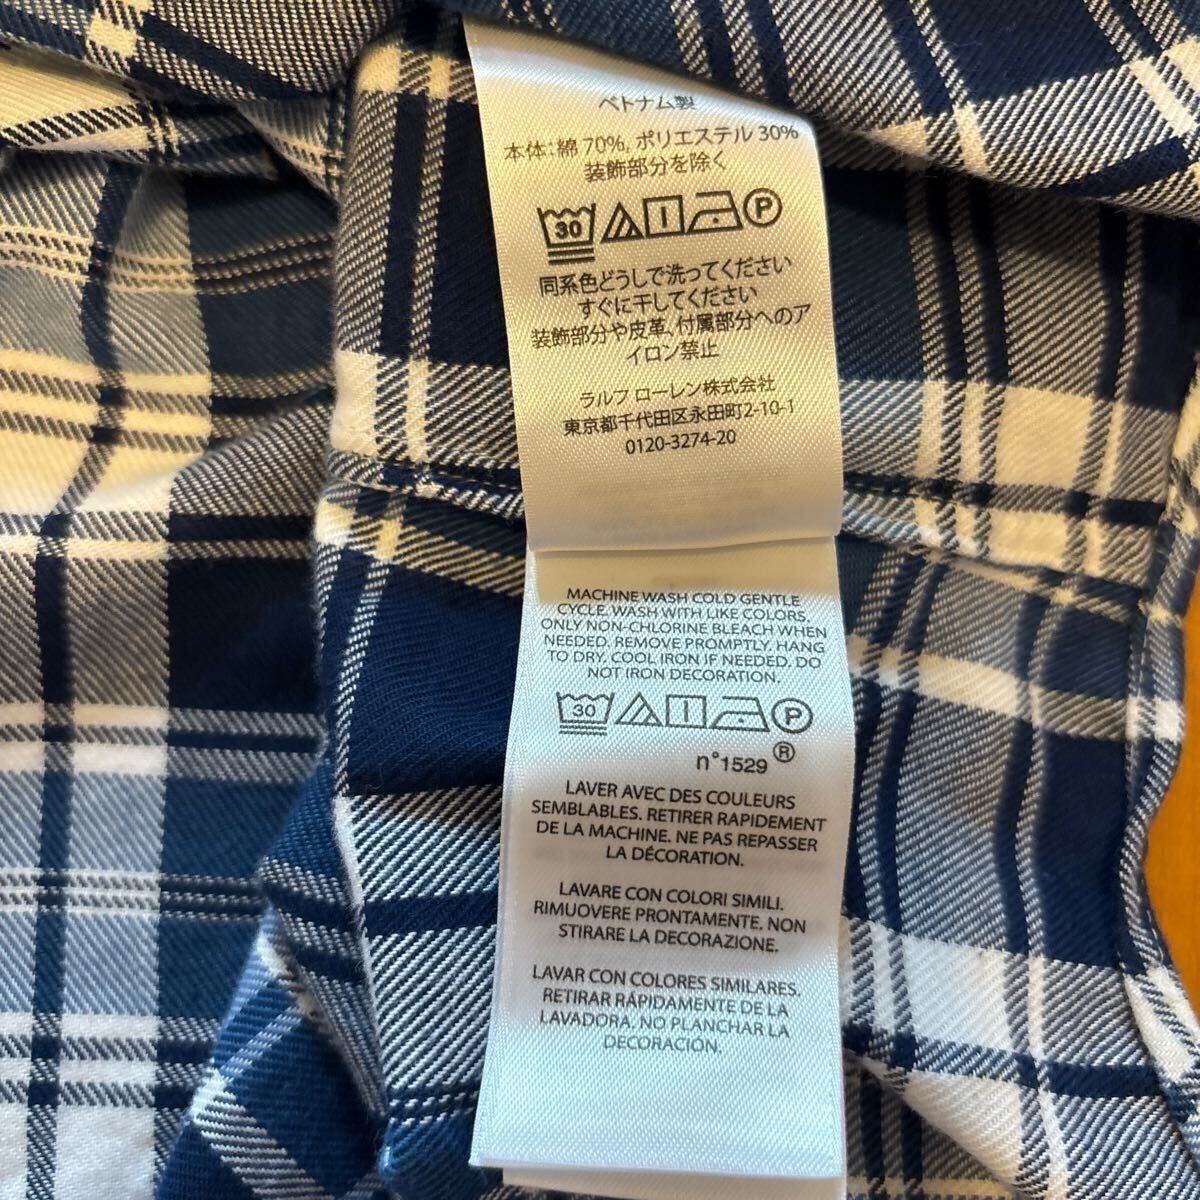 ベトナム製
本体:綿 70%, ポリエステル 30%
装飾部分を除く
30 P
同系色どうしで洗ってください
すぐに干してください
装飾部分や皮革、付属部分へのア
イロン禁止
ラルフ ローレン株式会社
東京都千代田区永田町2-10-1
0120-3274-20
MACHINE WASH COLD GENTLE
CYCLE. WASH WITH LIKE COLORS.
ONLY NON-CHLORINE BLEACH WHEN
NEEDED. REMOVE PROMPTLY. HANG
TO DRY. COOL IRON IF NEEDED. DO
NOT IRON DECORATION.
30 P
n°1529 ®
LAVER AVEC DES COULEURS
SEMBLABLES. RETIRER RAPIDEMENT
DE LA MACHINE. NE PAS REPASSER
LA DÉCORATION.
LAVARE CON COLORI SIMILI.
RIMUOVERE PRONTAMENTE. NON
STIRARE LA DECORAZIONE.
LAVAR CON COLORES SIMILARES.
RETIRAR RÁPIDAMENTE DE LA
LAVADORA. NO PLANCHAR LA
DECORACIÓN.